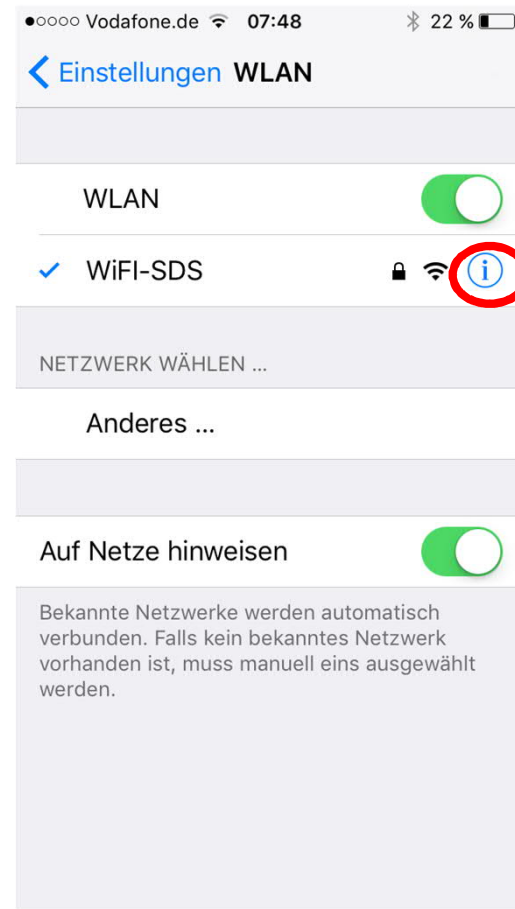 Vodafone.de 07:48 22 %
Einstellungen WLAN
WLAN
WiFI-SDS
NETZWERK WÄHLEN ...
Anderes ...
Auf Netze hinweisen
Bekannte Netzwerke werden automatisch
verbunden. Falls kein bekanntes Netzwerk
vorhanden ist, muss manuell eins ausgewählt
werden.